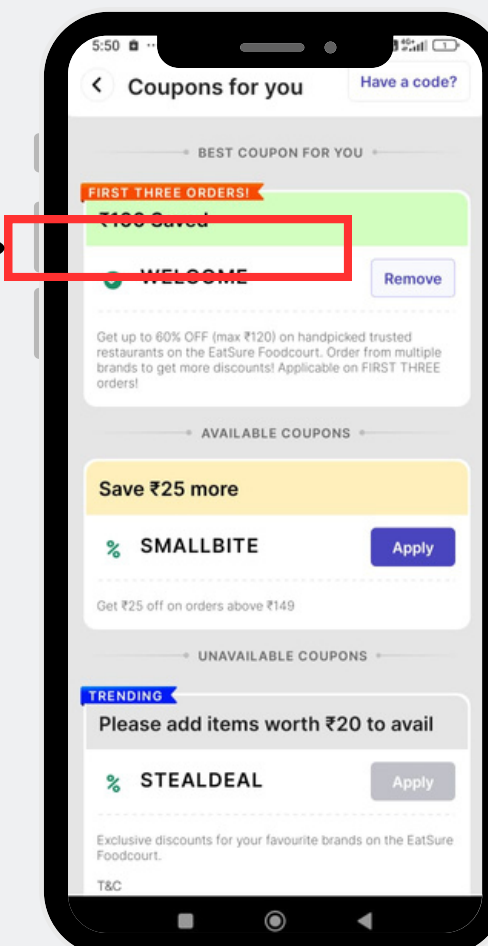 5:50
Coupons for you
Have a code?
BEST COUPON FOR YOU
FIRST THREE ORDERS!
Saved
WELCOME
Remove
Get up to 60% OFF (max ₹120) on handpicked trusted
restaurants on the EatSure Foodcourt. Order from multiple
brands to get more discounts! Applicable on FIRST THREE
orders!
AVAILABLE COUPONS
Save ₹25 more
% SMALLBITE
Apply
Get ₹25 off on orders above ₹149
UNAVAILABLE COUPONS
TRENDING
Please add items worth ₹20 to avail
% STEALDEAL
Apply
Exclusive discounts for your favourite brands on the EatSure
Foodcourt.
T&C